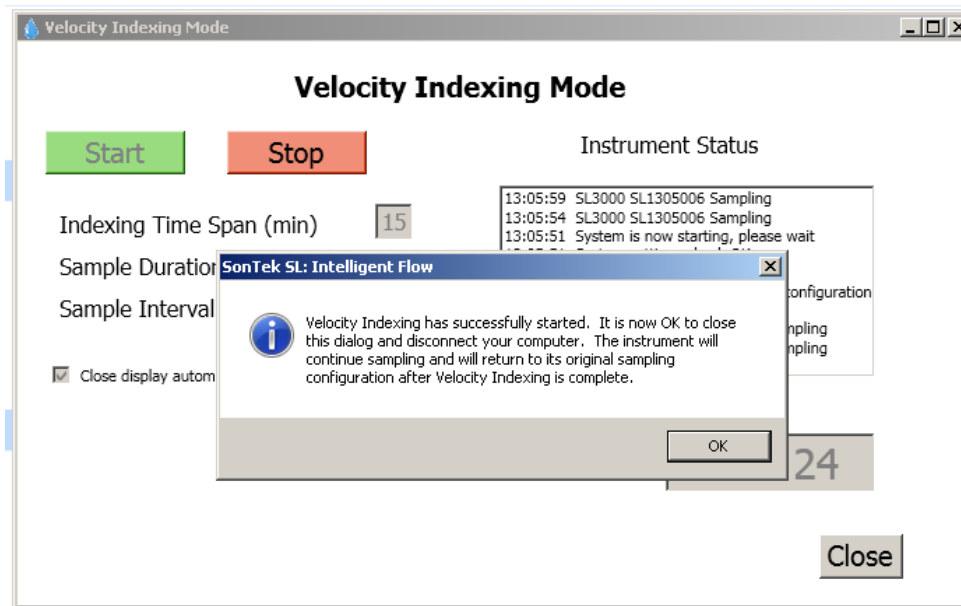 Velocity Indexing Mode
Velocity Indexing Mode
Start
Stop
Instrument Status
13:05:59 SL3000 SL1305006 Sampling
13:05:54 SL3000 SL1305006 Sampling
13:05:51 System is now starting, please wait
Indexing Time Span (min) 15
Sample Duration
Sample Interval
Close display autom
SonTek SL: Intelligent Flow
Velocity Indexing has successfully started. It is now OK to close
this dialog and disconnect your computer. The instrument will
continue sampling and will return to its original sampling
configuration after Velocity Indexing is complete.
OK
configuration
mpling
mpling
24
Close